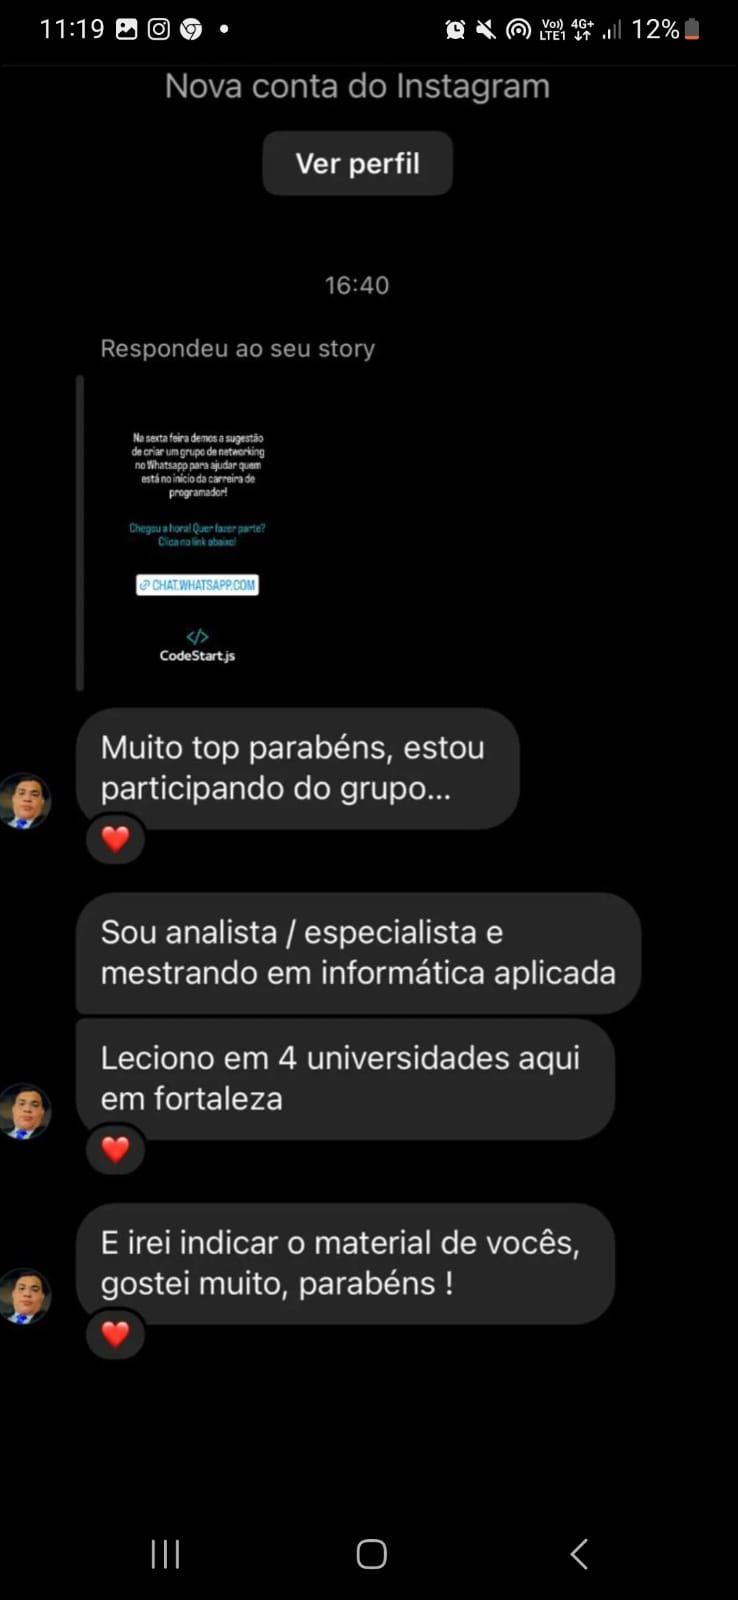 11:19
Vo))
LTE1
4G+
12%
Nova conta do Instagram
Ver perfil
16:40
Respondeu ao seu story
Na sexta feira demos a sugestão
de criar um grupo de networking
no Whatsapp para ajudar quem
está no início da carreira de
programador!
Chegou a hora! Quer fazer parte?
Clica no link abaixo!
CHAT.WHATSAPP.COM
</>
CodeStart.js
Muito top parabéns, estou
participando do grupo...
Sou analista / especialista e
mestrando em informática aplicada
Leciono em 4 universidades aqui
em fortaleza
E irei indicar o material de vocês,
gostei muito, parabéns !